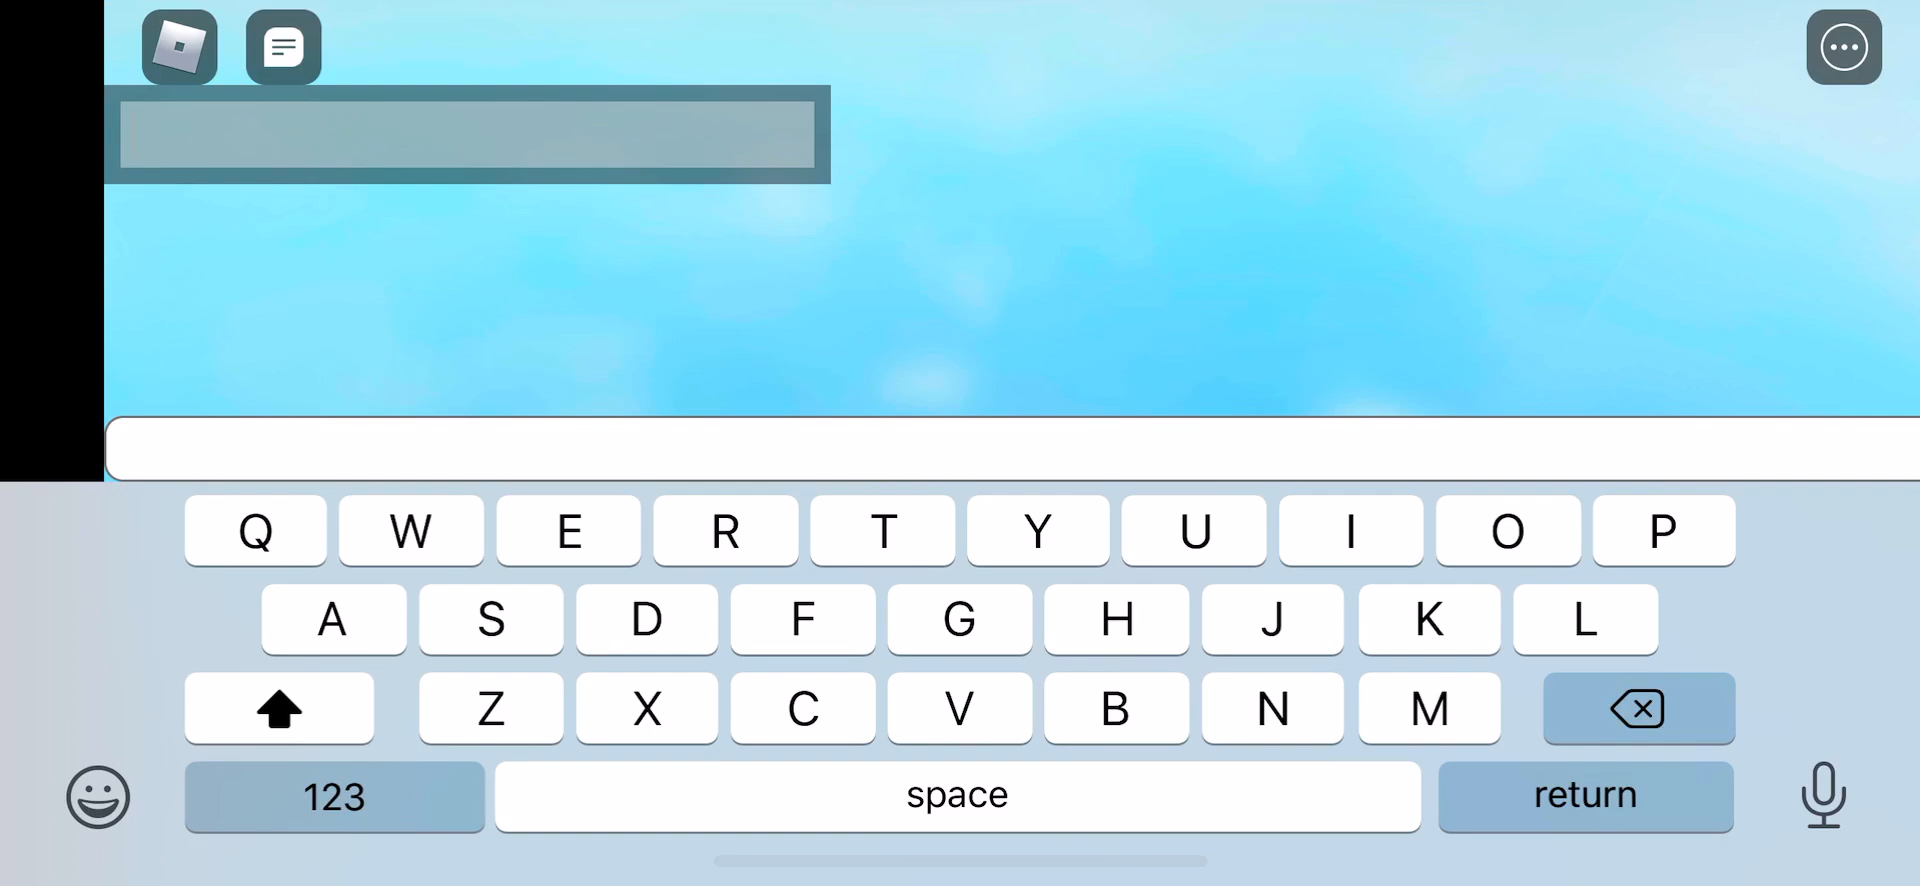 Q W E R T Y U I O P
A S D F G H J K L
Z X C V B N M
123 space return